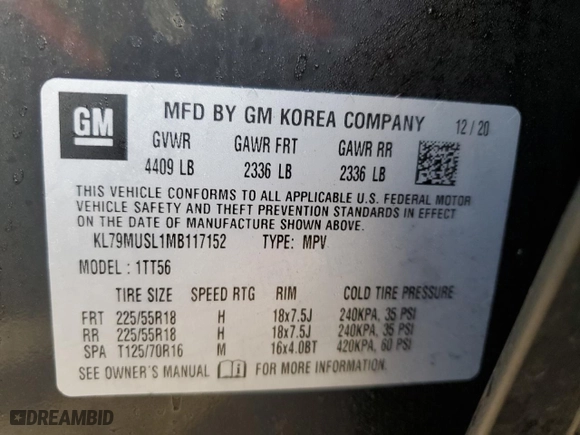 GM
MFD BY GM KOREA COMPANY 12/20
GVWR GAWR FRT GAWR RR
4409 LB 2336 LB 2336 LB
THIS VEHICLE CONFORMS TO ALL APPLICABLE U.S. FEDERAL MOTOR
VEHICLE SAFETY AND THEFT PREVENTION STANDARDS IN EFFECT
ON THE DATE OF MANUFACTURE SHOWN ABOVE.
KL79MUSL1MB117152 TYPE: MPV
MODEL: 1TT56
TIRE SIZE SPEED RTG RIM COLD TIRE PRESSURE
FRT 225/55R18 H 18x7.5J 240KPA, 35 PSI
RR 225/55R18 H 18x7.5J 240KPA, 35 PSI
SPA T125/70R16 M 16x4.0BT 420KPA, 60 PSI
SEE OWNER'S MANUAL FOR MORE INFORMATION.
DREAMBID